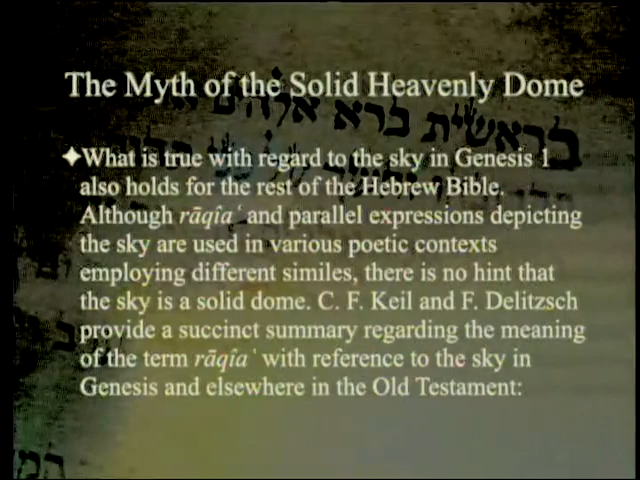 The Myth of the Solid Heavenly Dome
בראשית ברא אלהים
✦What is true with regard to the sky in Genesis 1
also holds for the rest of the Hebrew Bible.
Although rāqîaʿ and parallel expressions depicting
the sky are used in various poetic contexts
employing different similes, there is no hint that
the sky is a solid dome. C. F. Keil and F. Delitzsch
provide a succinct summary regarding the meaning
of the term rāqîaʿ with reference to the sky in
Genesis and elsewhere in the Old Testament: